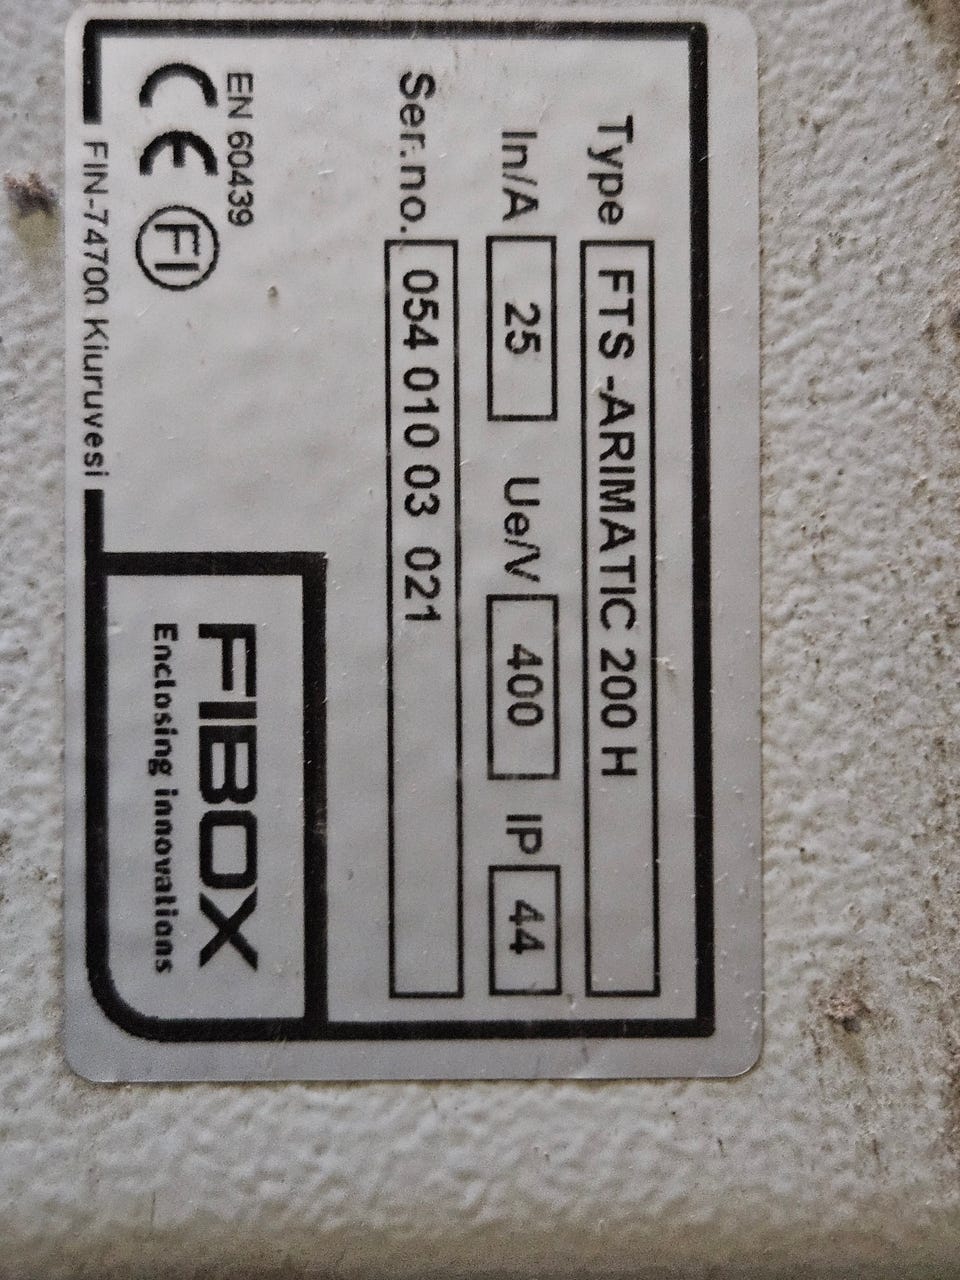 Type FTS -ARIMATIC 200 H
In/A 25 Ue/V 400 IP 44
Ser.no. 054 010 03 021
EN 60439
CE FI
FIN-74700 Kiuruvesi
FIBOX
Enclosing innovations